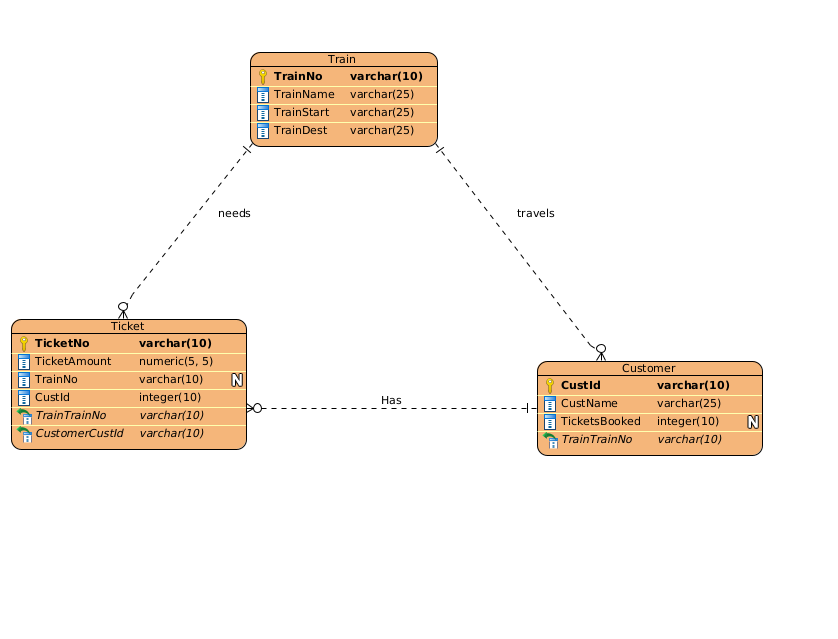 Train
TrainNo varchar(10)
TrainName varchar(25)
TrainStart varchar(25)
TrainDest varchar(25)
needs
travels
Ticket
TicketNo varchar(10)
TicketAmount numeric(5, 5)
TrainNo varchar(10) N
CustId integer(10)
TrainTrainNo varchar(10)
CustomerCustId varchar(10)
Has
Customer
CustId varchar(10)
CustName varchar(25)
TicketsBooked integer(10) N
TrainTrainNo varchar(10)